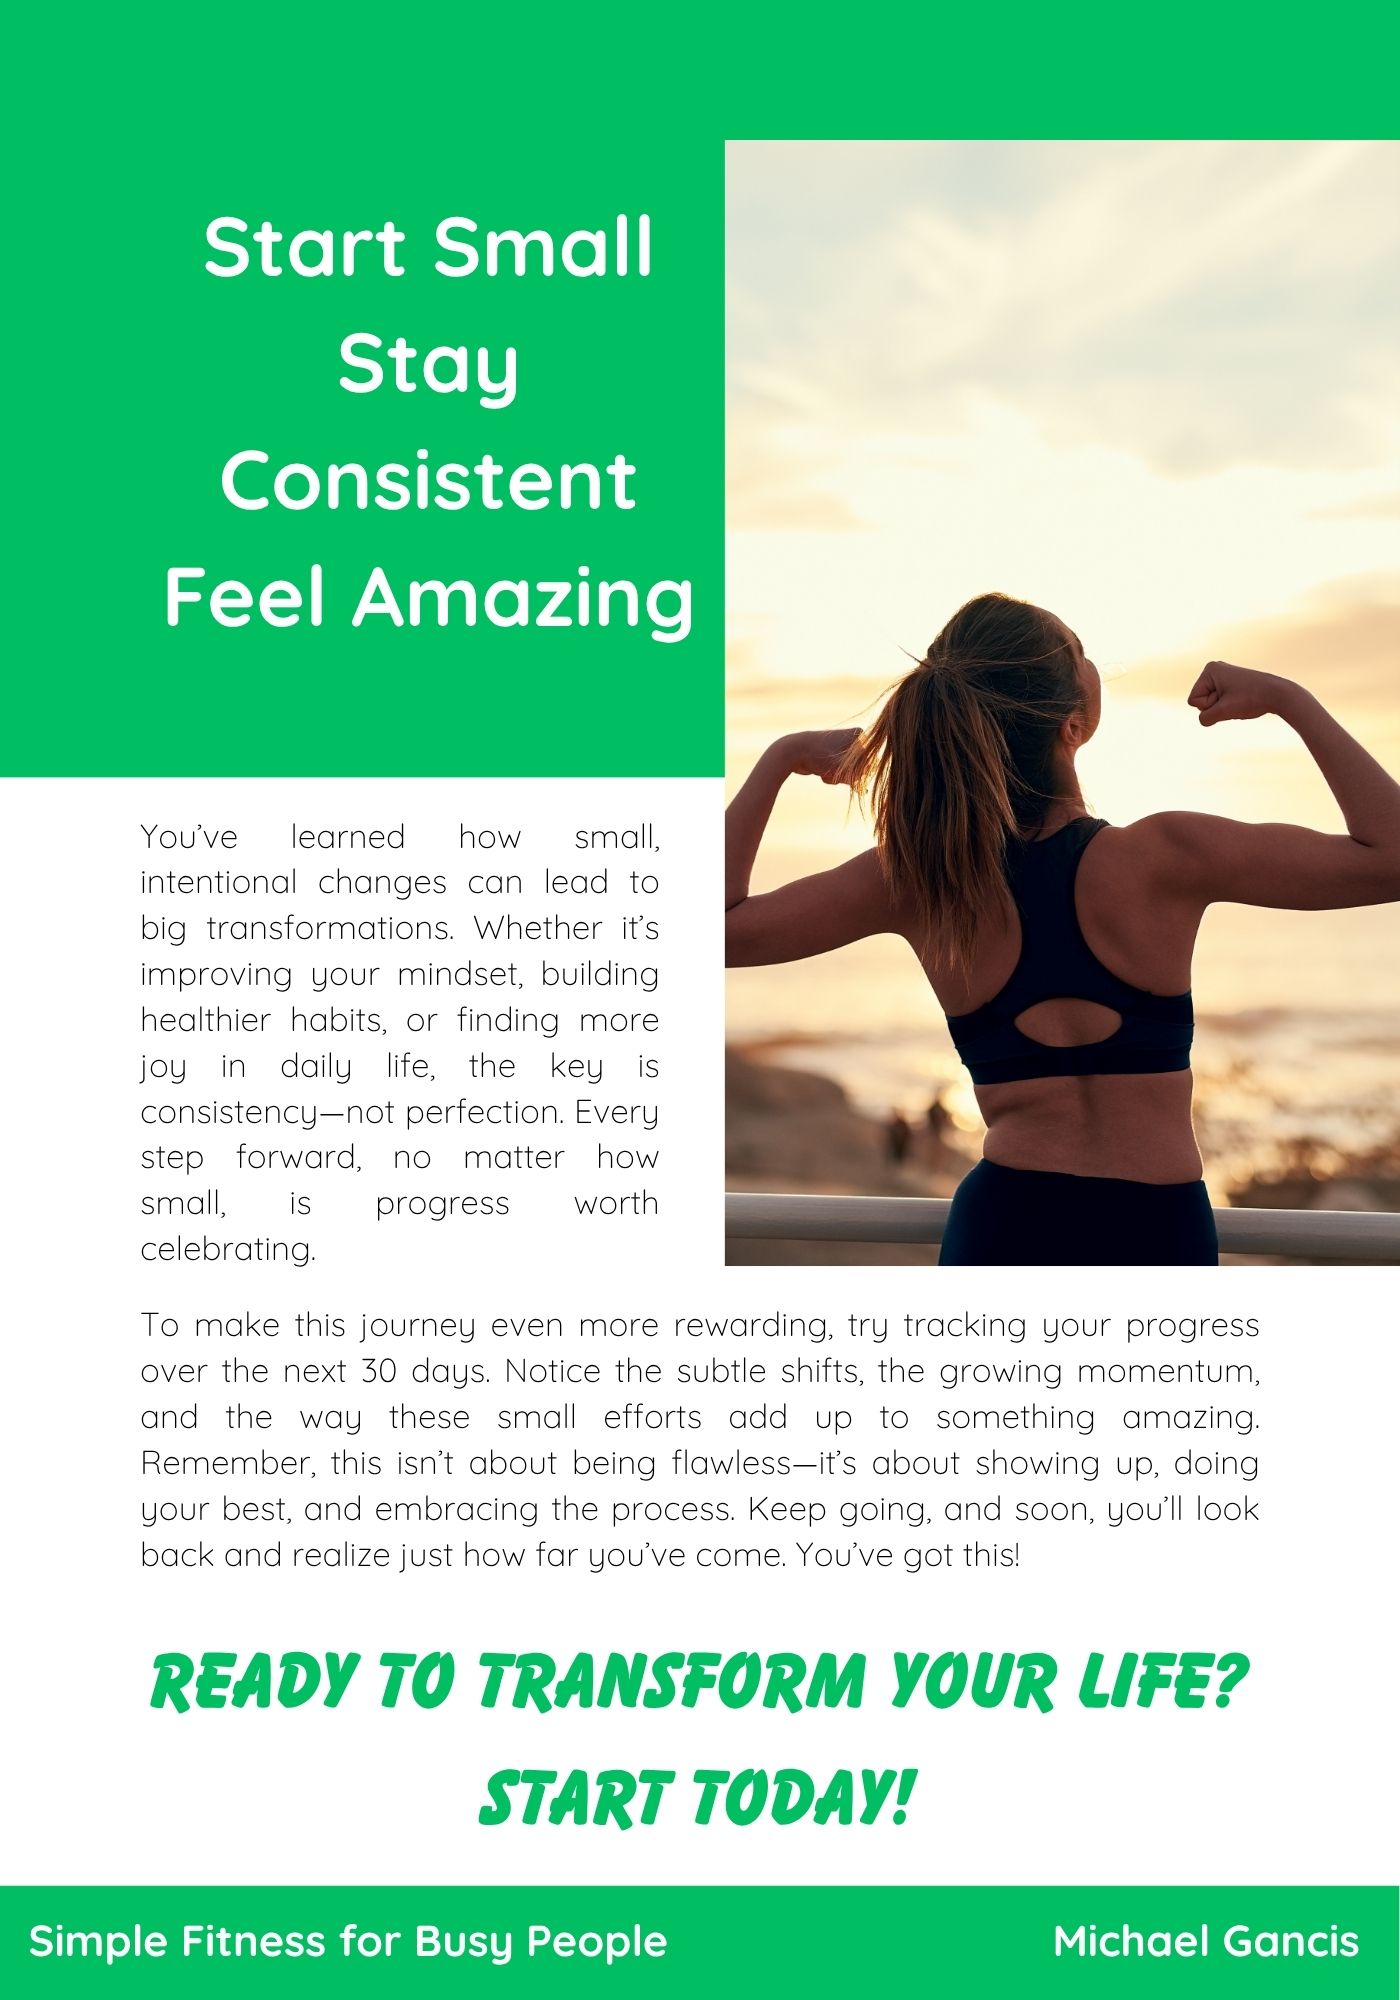 Start Small
Stay
Consistent
Feel Amazing
You’ve learned how small,
intentional changes can lead to
big transformations. Whether it’s
improving your mindset, building
healthier habits, or finding more
joy in daily life, the key is
consistency—not perfection. Every
step forward, no matter how
small, is progress worth
celebrating.
To make this journey even more rewarding, try tracking your progress
over the next 30 days. Notice the subtle shifts, the growing momentum,
and the way these small efforts add up to something amazing.
Remember, this isn’t about being flawless—it’s about showing up, doing
your best, and embracing the process. Keep going, and soon, you’ll look
back and realize just how far you’ve come. You’ve got this!
READY TO TRANSFORM YOUR LIFE?
START TODAY!
Simple Fitness for Busy People
Michael Gancis